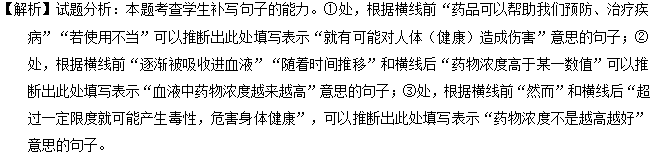 【解析】试题分析：本题考查学生补写句子的能力。①处，根据横线前“药品可以帮助我们预防、治疗疾
病”“若使用不当”可以推断出此处填写表示“就有可能对人体（健康）造成伤害”意思的句子；②
处，根据横线前“逐渐被吸收进血液”“随着时间推移”和横线后“药物浓度高于某一数值”可以推
断出此处填写表示“血液中药物浓度越来越高”意思的句子；③处，根据横线前“然而”和横线后“超
过一定限度就可能产生毒性，危害身体健康”，可以推断出此处填写表示“药物浓度不是越高越好”
意思的句子。